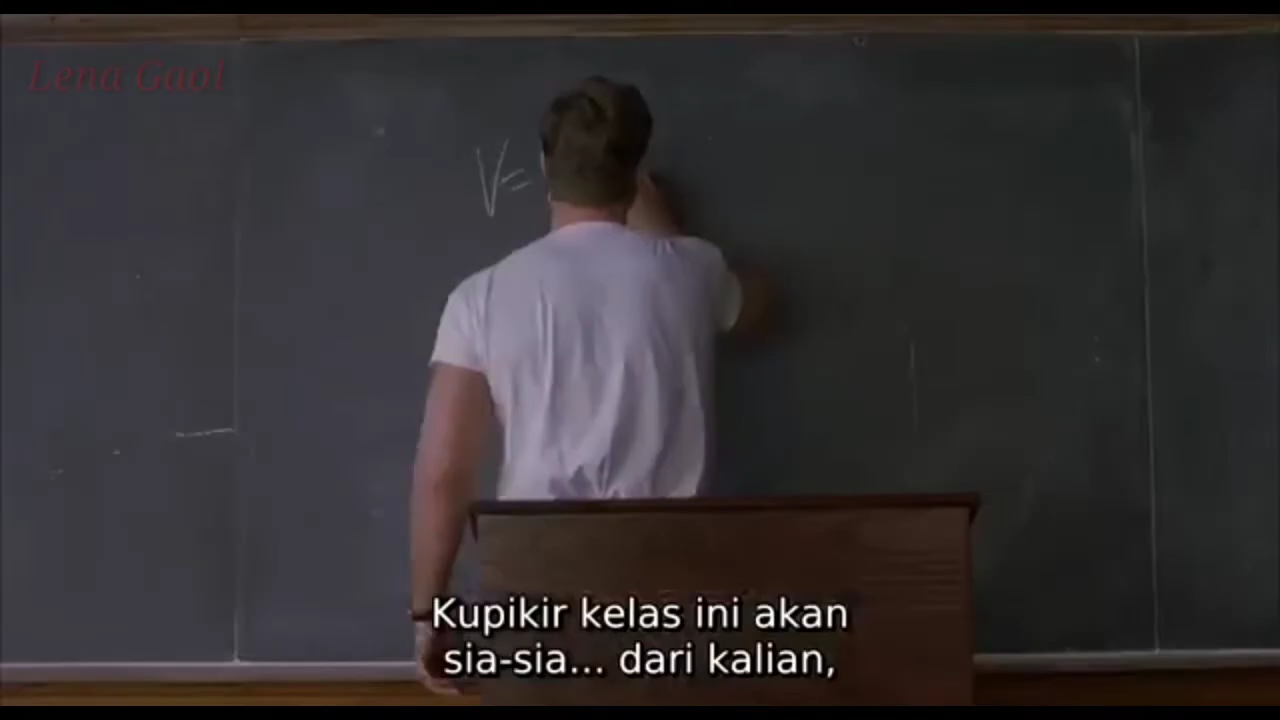 Lena Gaol
V=
Kupikir kelas ini akan
sia-sia... dari kalian,